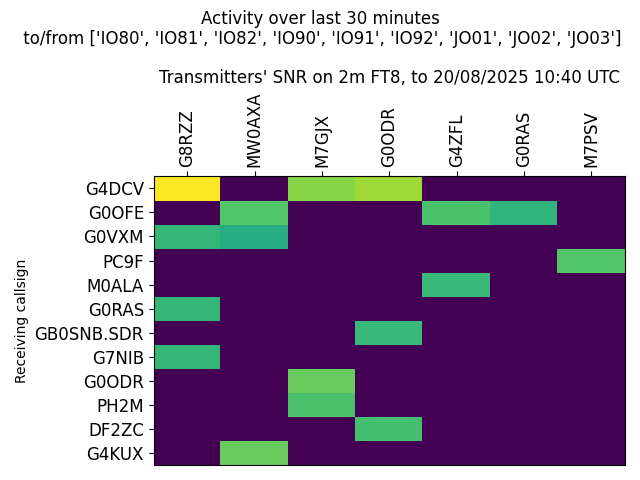 Activity over last 30 minutes
to/from ['IO80', 'IO81', 'IO82', 'IO90', 'IO91', 'IO92', 'JO01', 'JO02', 'JO03']
Transmitters' SNR on 2m FT8, to 20/08/2025 10:40 UTC
G8RZZ
MW0AXA
M7GJX
G0ODR
G4ZFL
G0RAS
M7PSV
Receiving callsign
G4DCV
G0OFE
G0VXM
PC9F
M0ALA
G0RAS
GB0SNB.SDR
G7NIB
G0ODR
PH2M
DF2ZC
G4KUX